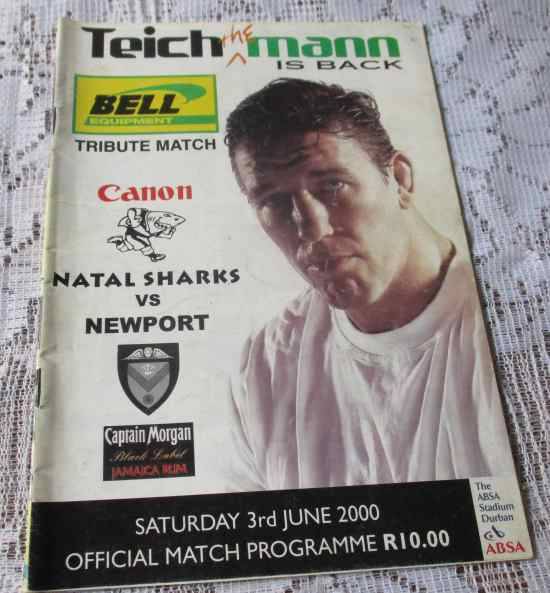 Teich the mann
IS BACK
BELL
EQUIPMENT
TRIBUTE MATCH
Canon
NATAL SHARKS
VS
NEWPORT
Captain Morgan
Black Label
JAMAICA RUM
SATURDAY 3rd JUNE 2000
OFFICIAL MATCH PROGRAMME R10.00
The
ABSA
Stadium
Durban
ABSA